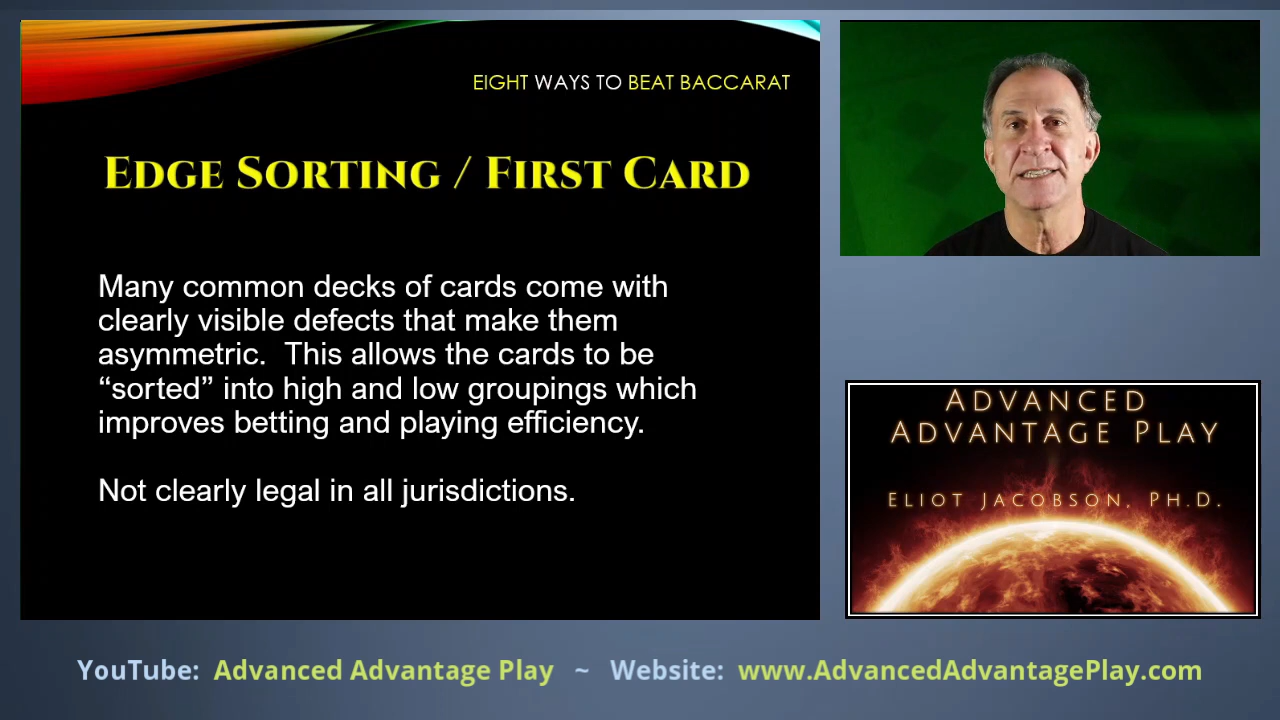 EIGHT WAYS TO BEAT BACCARAT
EDGE SORTING / FIRST CARD
Many common decks of cards come with
clearly visible defects that make them
asymmetric.  This allows the cards to be
“sorted” into high and low groupings which
improves betting and playing efficiency.
Not clearly legal in all jurisdictions.
ADVANCED
ADVANTAGE PLAY
ELIOT JACOBSON, PH.D.
YouTube: Advanced Advantage Play ~ Website: www.AdvancedAdvantagePlay.com